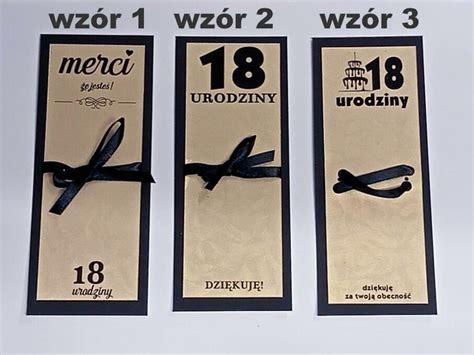 wzór 1
wzór 2
wzór 3
merci
że jesteś!
18
urodziny
18
URODZINY
DZIĘKUJĘ!
18
urodziny
dziękuję
za twoją obecność